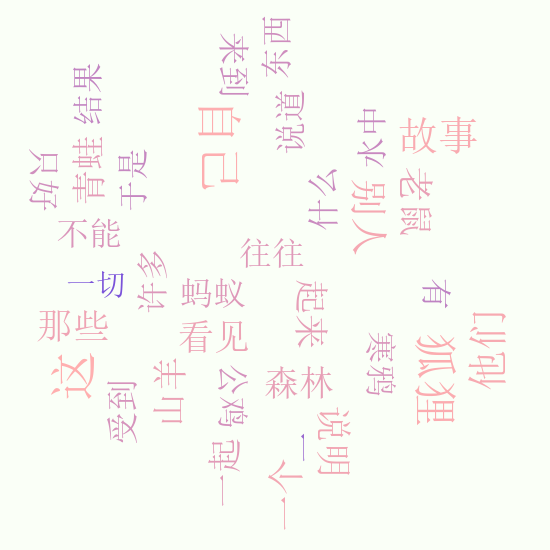 东西
来到
结果
自己
说道
水中
故事
青蛙
只好
于是
什么
别人
老鼠
不能
往往
许多
一切
蚂蚁
起来
有
那些
看见
寒鸦
狐狸
他们
这
山羊
公鸡
森林
受到
说明
一起
一个
一